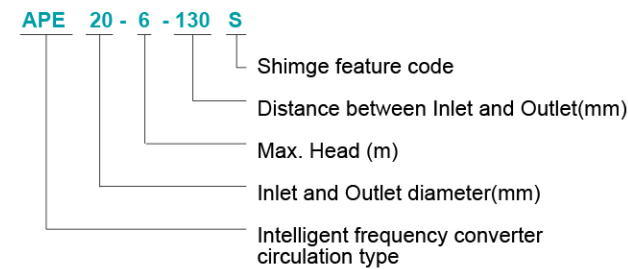 APE 20 - 6 - 130 S
Shimge feature code
Distance between Inlet and Outlet(mm)
Max. Head (m)
Inlet and Outlet diameter(mm)
Intelligent frequency converter
circulation type